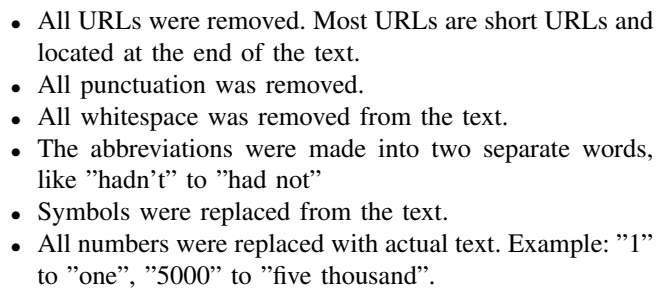 • All URLs were removed. Most URLs are short URLs and
located at the end of the text.
• All punctuation was removed.
• All whitespace was removed from the text.
• The abbreviations were made into two separate words,
like ”hadn’t” to ”had not”
• Symbols were replaced from the text.
• All numbers were replaced with actual text. Example: ”1”
to ”one”, ”5000” to ”five thousand”.